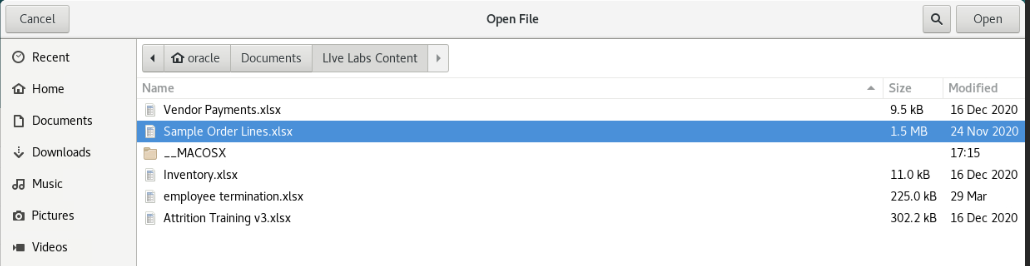 Cancel Open File Open
Recent
Home
Documents
Downloads
Music
Pictures
Videos
oracle Documents LIve Labs Content
Name Size Modified
Vendor Payments.xlsx 9.5 kB 16 Dec 2020
Sample Order Lines.xlsx 1.5 MB 24 Nov 2020
__MACOSX 17:15
Inventory.xlsx 11.0 kB 16 Dec 2020
employee termination.xlsx 225.0 kB 29 Mar
Attrition Training v3.xlsx 302.2 kB 16 Dec 2020